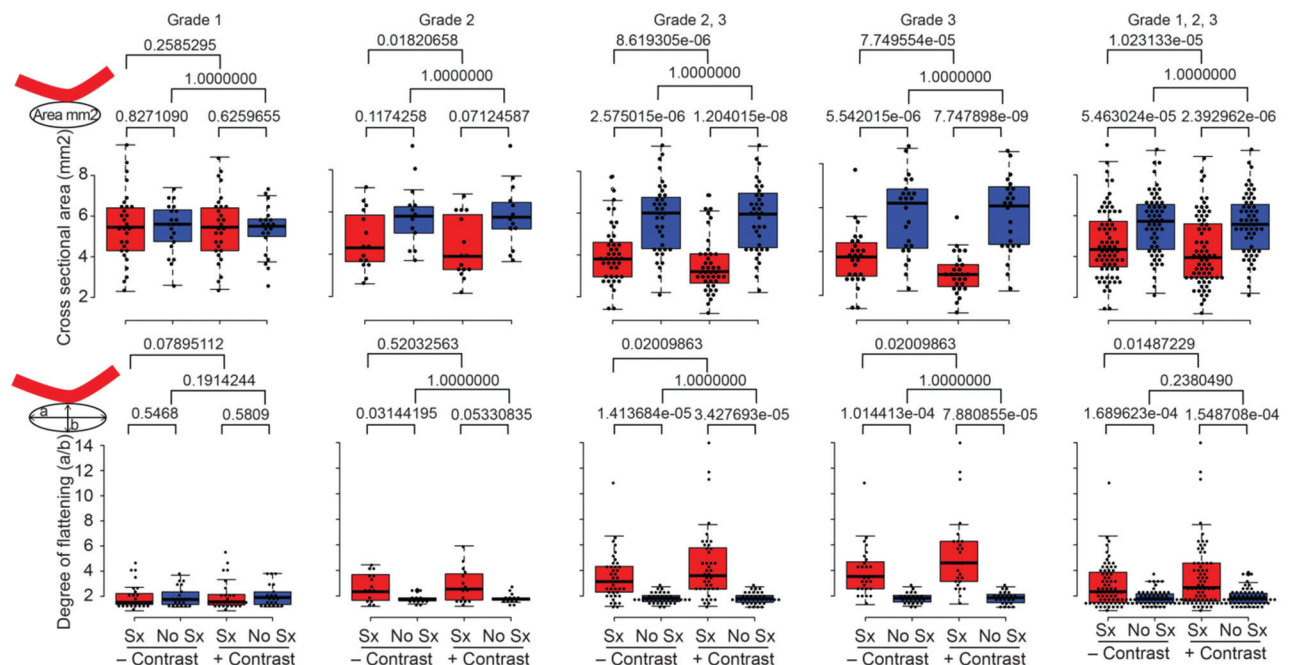 Grade 1 Grade 2 Grade 2, 3 Grade 3 Grade 1, 2, 3
0.2585295 0.01820658 8.619305e-06 7.749554e-05 1.023133e-05
1.0000000 1.0000000 1.0000000 1.0000000 1.0000000
Area mm2 0.8271090 0.6259655 0.1174258 0.07124587 2.575015e-06 1.204015e-08 5.542015e-06 7.747898e-09 5.463024e-05 2.392962e-06
Cross sectional area (mm2)
8
6
4
2
0.07895112 0.52032563 0.02009863 0.02009863 0.01487229
0.1914244 1.0000000 1.0000000 1.0000000 0.2380490
a
b
0.5468 0.5809 0.03144195 0.05330835 1.413684e-05 3.427693e-05 1.014413e-04 7.880855e-05 1.689623e-04 1.548708e-04
Degree of flattening (a/b)
14
12
10
8
6
4
2
Sx No Sx Sx No Sx Sx No Sx Sx No Sx Sx No Sx Sx No Sx Sx No Sx Sx No Sx Sx No Sx Sx No Sx
– Contrast + Contrast – Contrast + Contrast – Contrast + Contrast – Contrast + Contrast – Contrast + Contrast